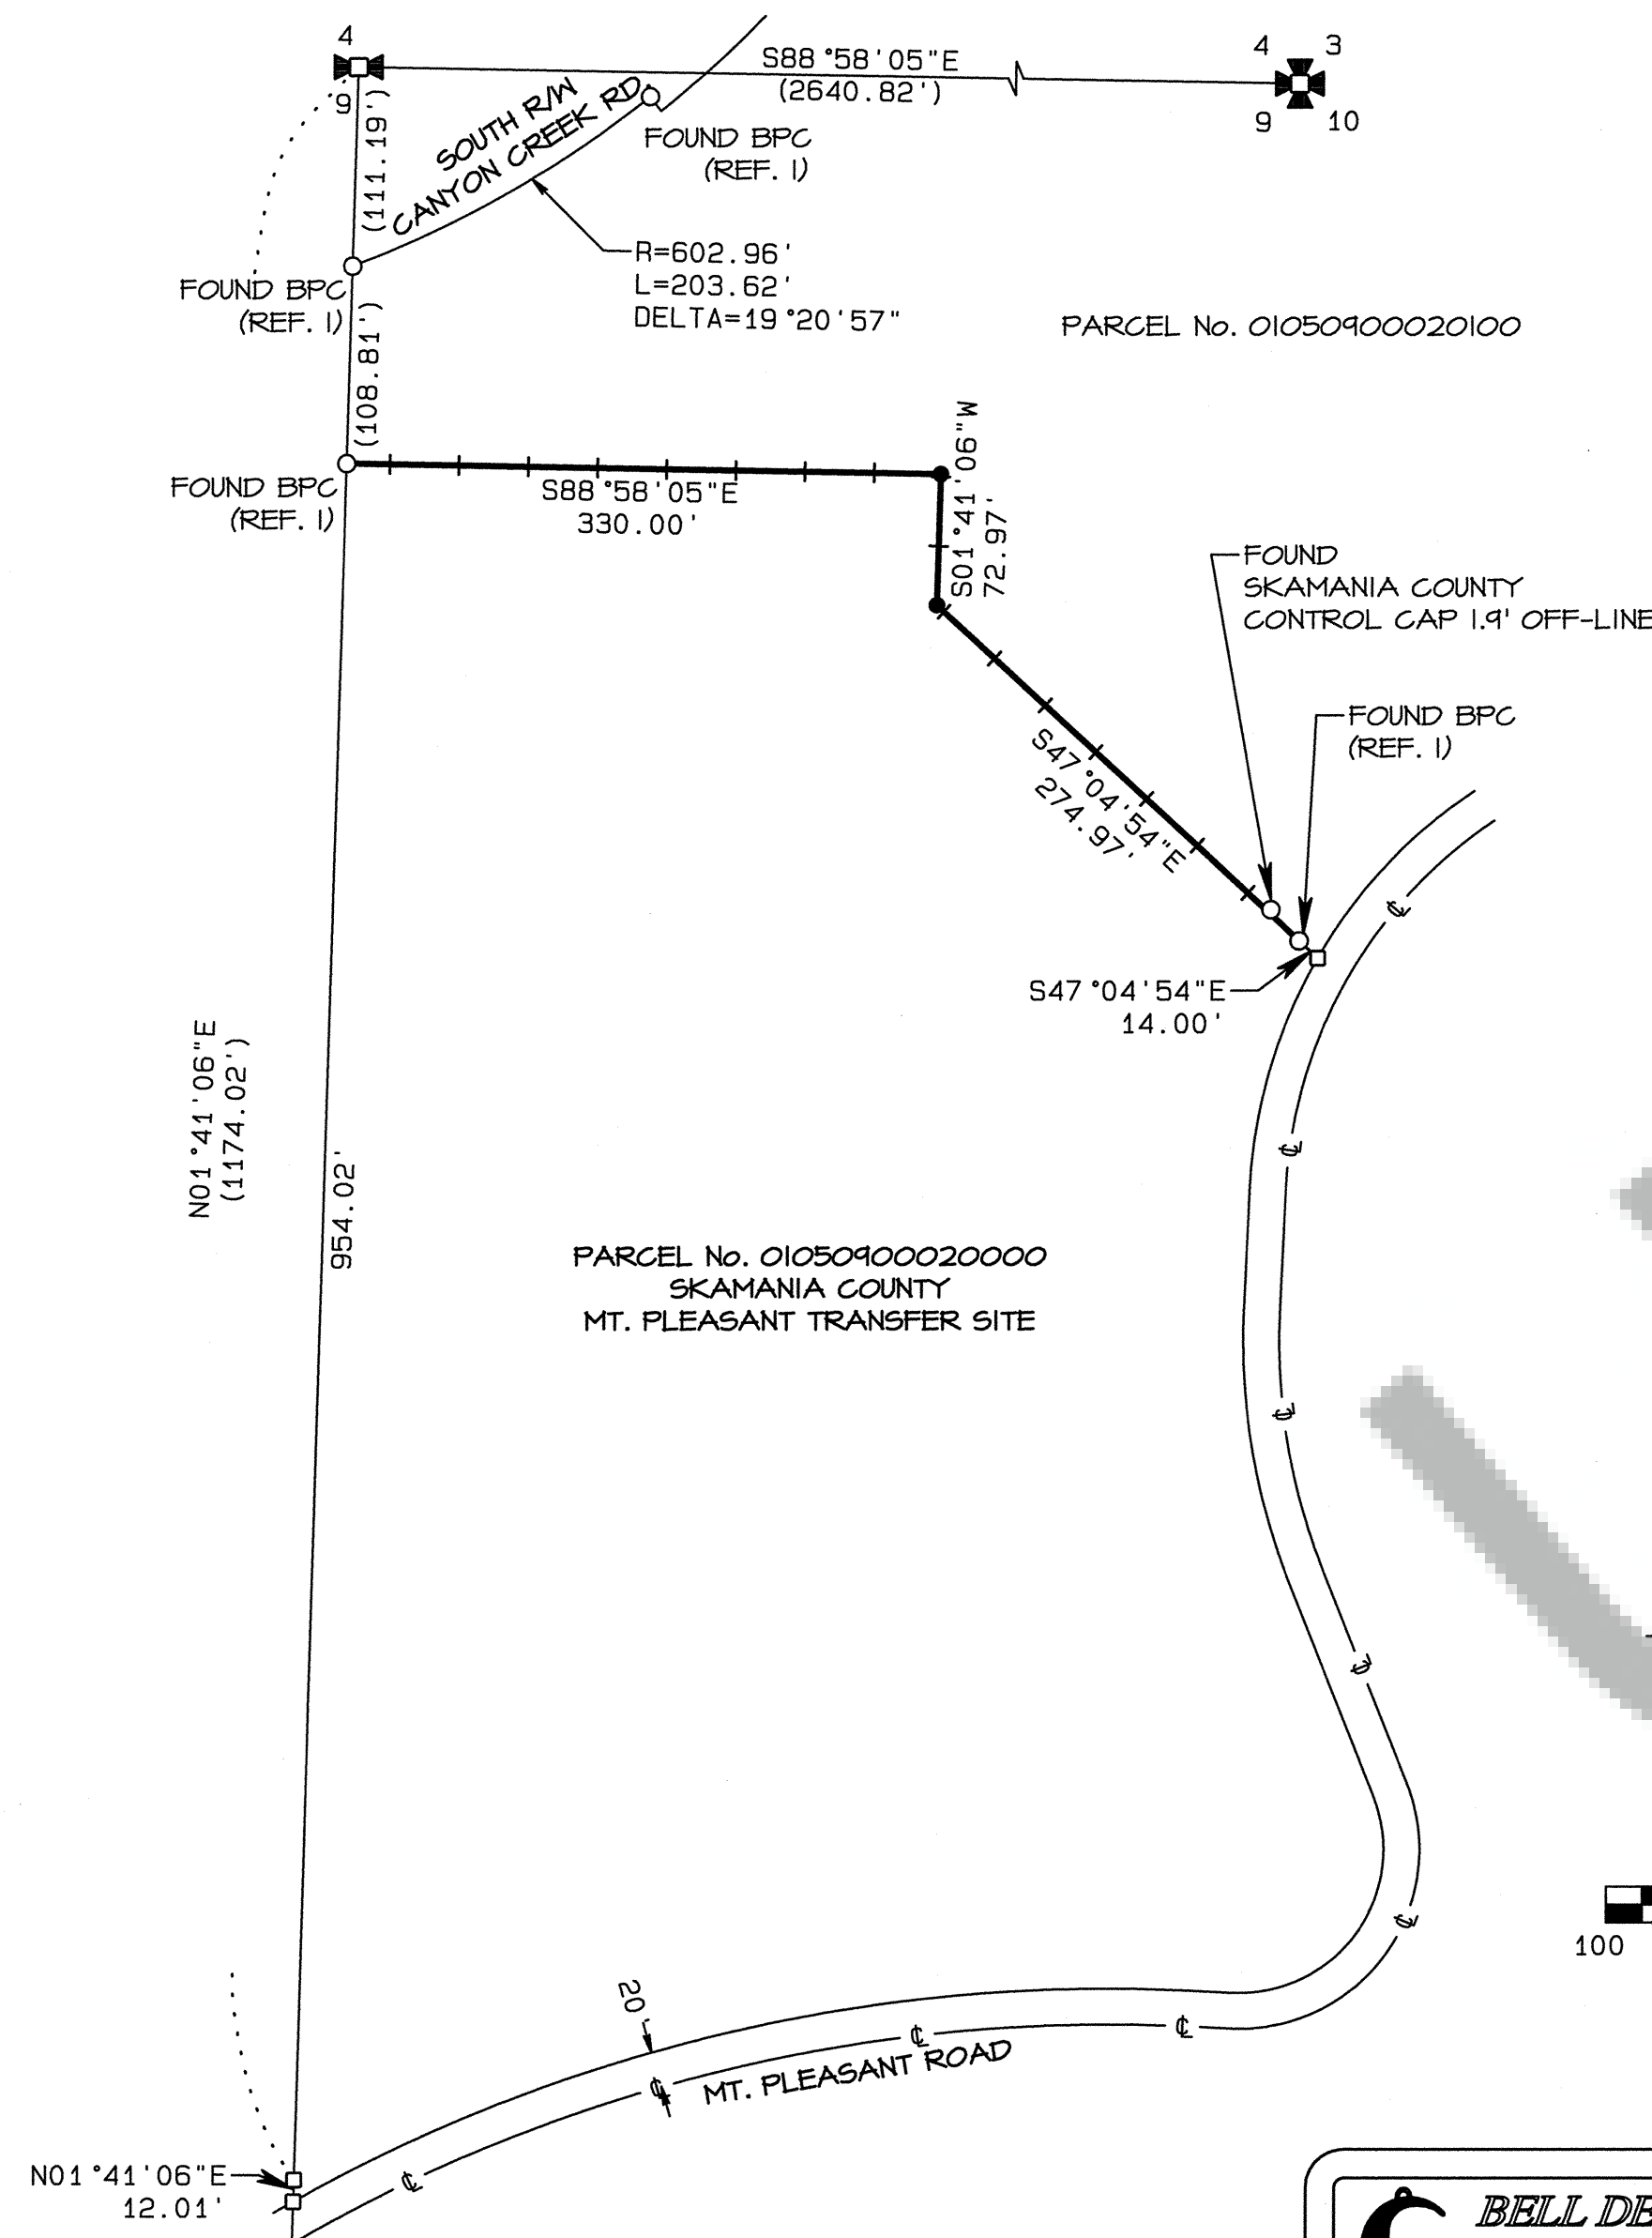 4
S88°58'05"E
(2640.82')
4 3
9
9 10
(111.19')
SOUTH R/W
CANYON CREEK RD.
FOUND BPC
(REF. 1)
R=602.96'
L=203.62'
DELTA=19°20'57"
FOUND BPC
(REF. 1)
PARCEL No. 01050900020100
(108.81')
FOUND BPC
(REF. 1)
S88°58'05"E
330.00'
S01°41'06"W
72.97'
FOUND
SKAMANIA COUNTY
CONTROL CAP 1.9' OFF-LINE
FOUND BPC
(REF. 1)
S47°04'54"E
274.97'
S47°04'54"E
14.00'
N01°41'06"E
(1174.02')
954.02'
PARCEL No. 01050900020000
SKAMANIA COUNTY
MT. PLEASANT TRANSFER SITE
100
20'
MT. PLEASANT ROAD
N01°41'06"E
12.01'
BELL DE